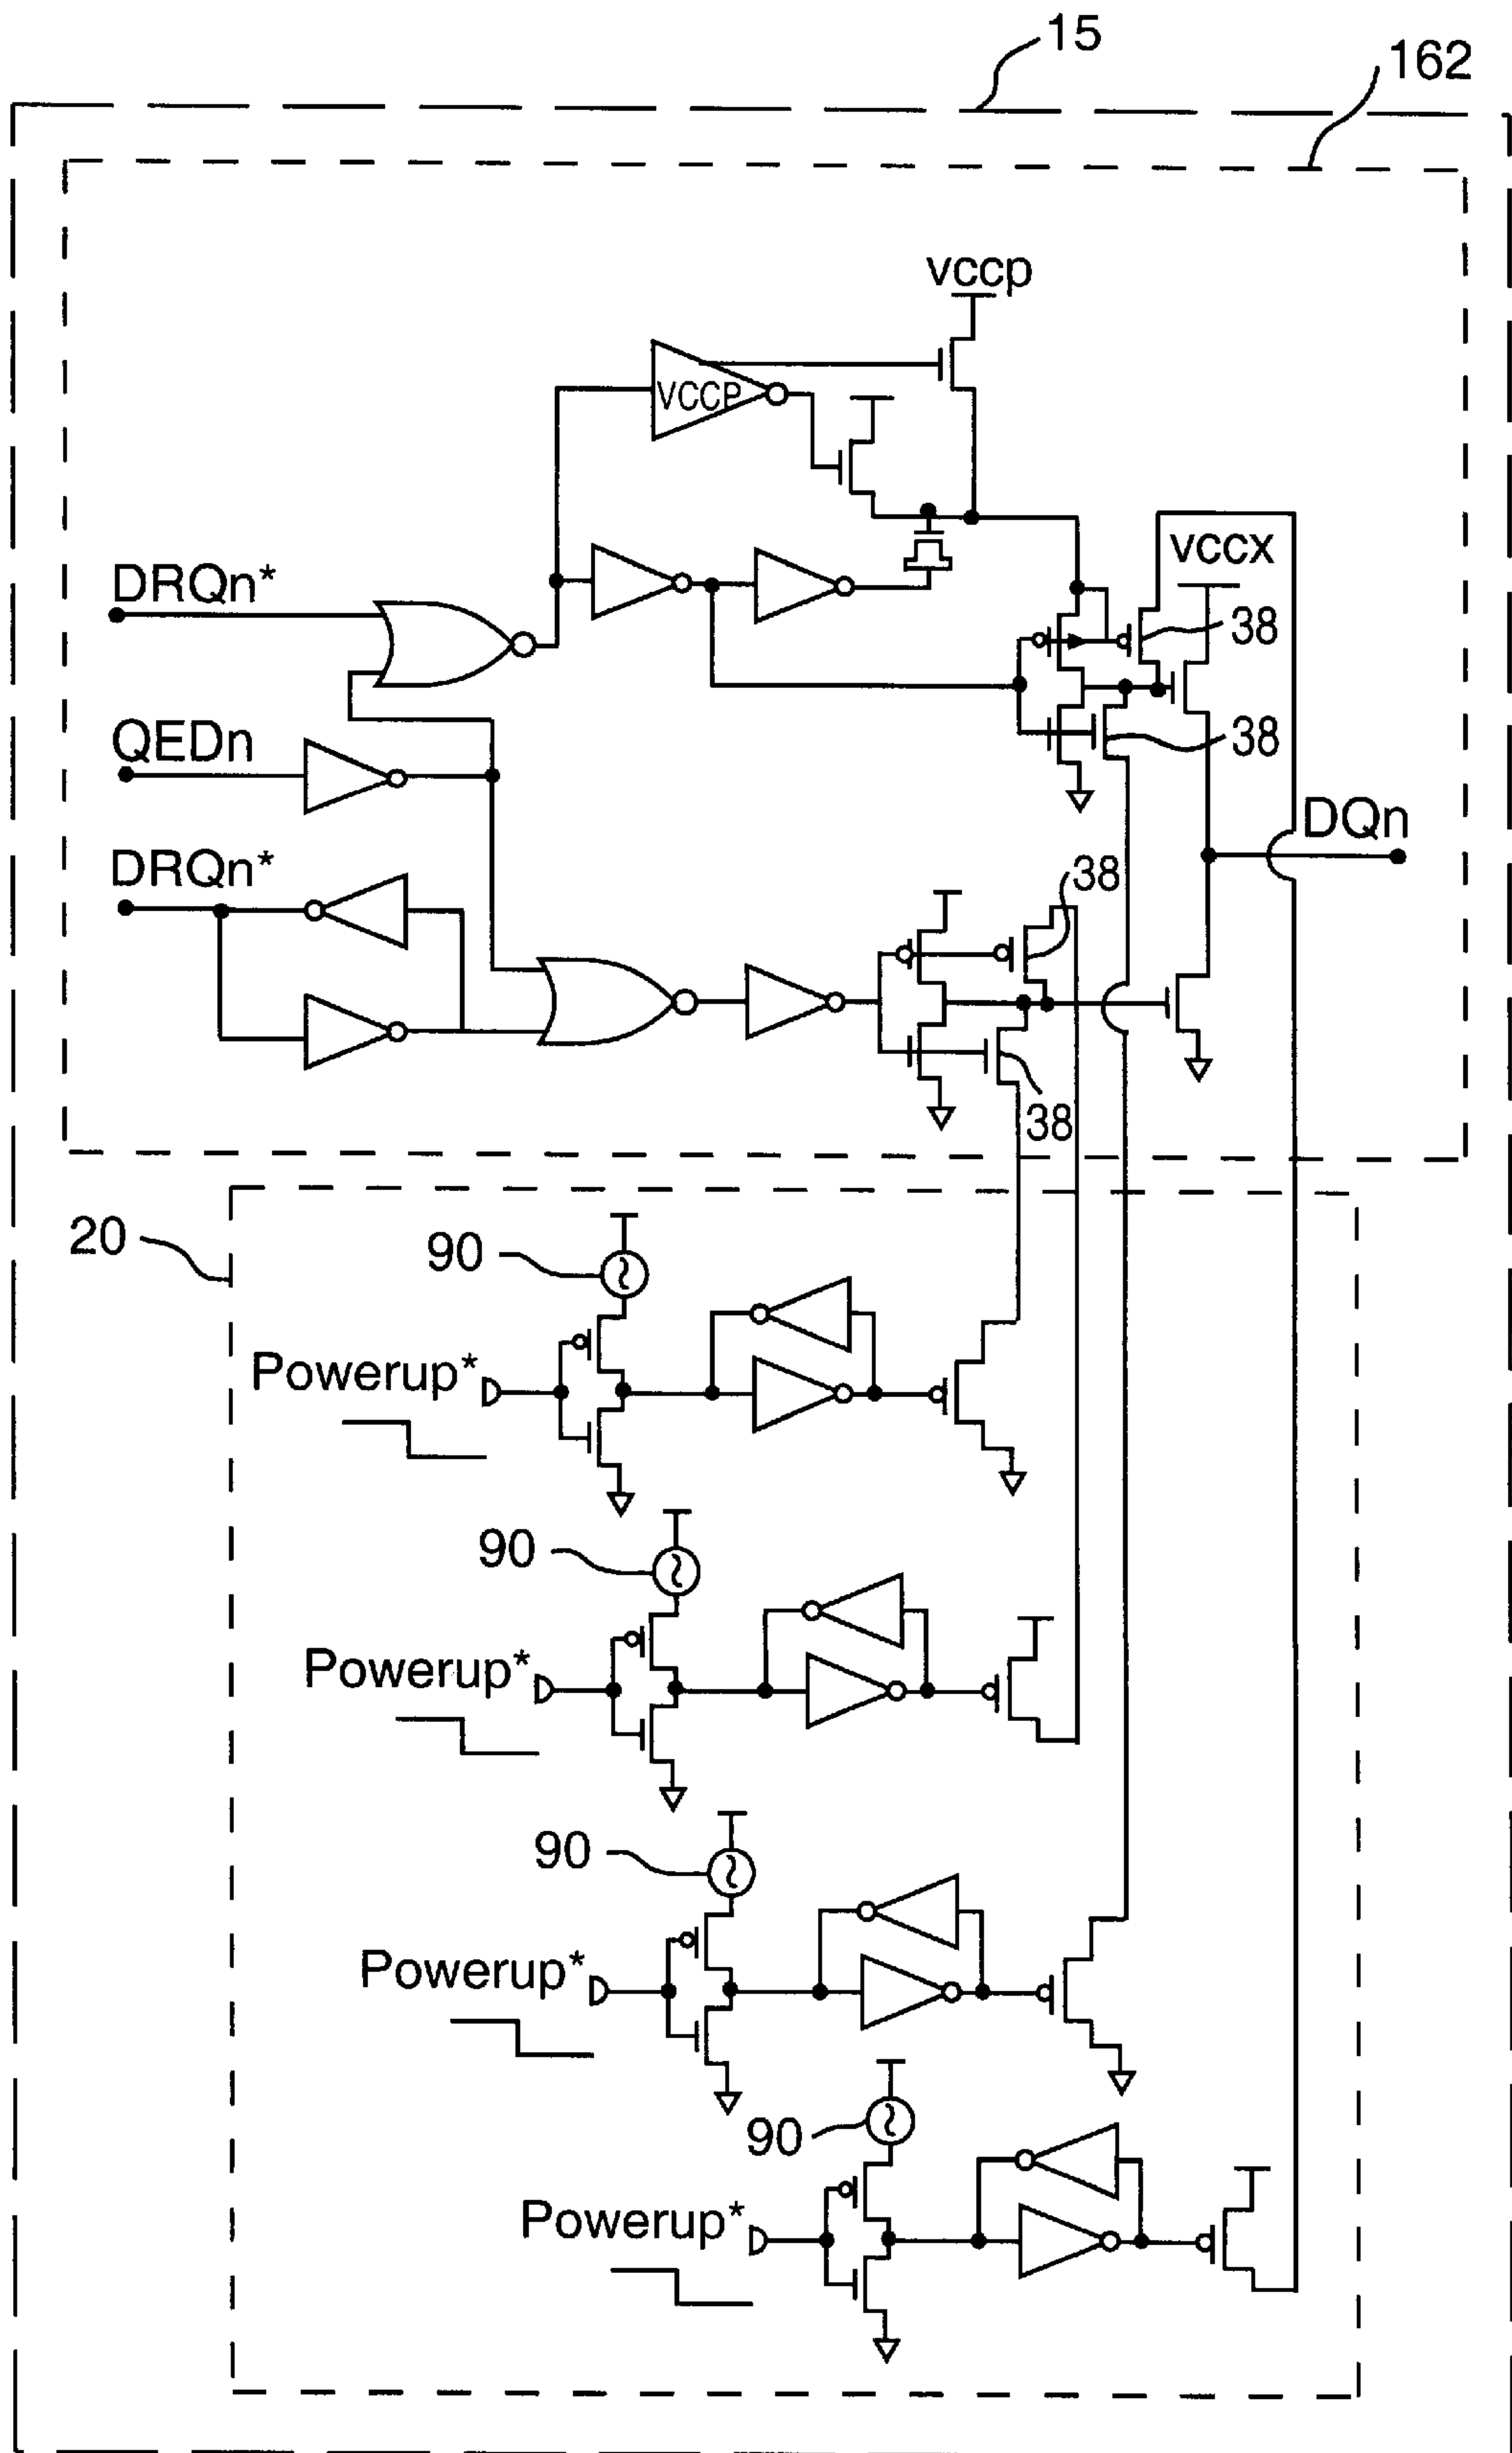 15
162
vccp
VCCP
vccx
DRQn*
38
QEDn
38
DQn
DRQn*
38
38
20
90
Powerup*
90
Powerup*
90
Powerup*
90
Powerup*